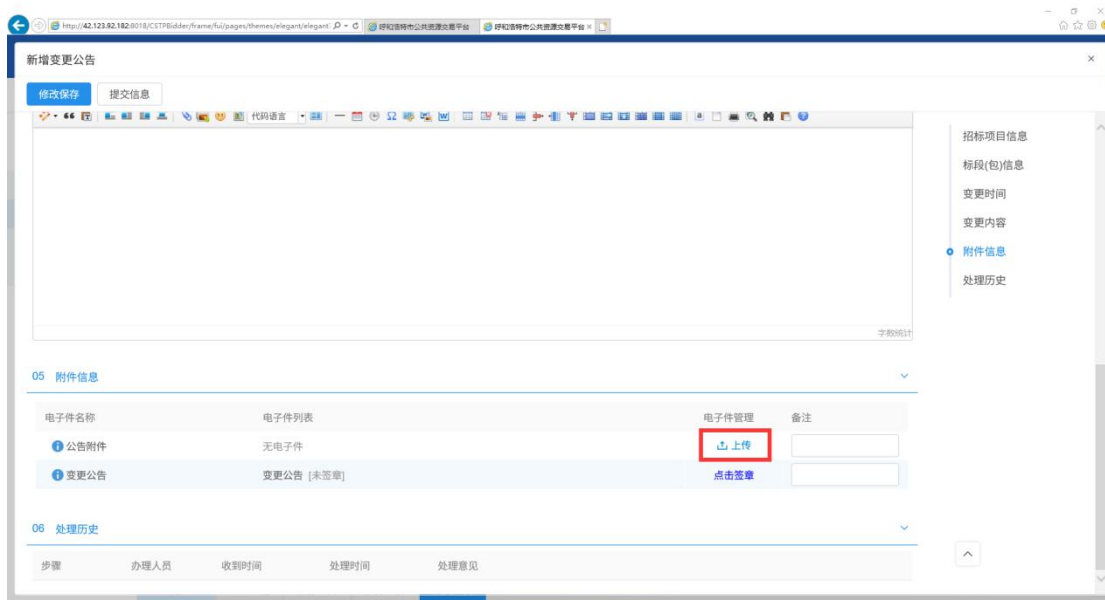 http://42.123.92.182:8018/CSTPBidder/frame/fui/pages/themes/elegant/elegant
呼和浩特市公共资源交易平台
呼和浩特市公共资源交易平台
新增变更公告
修改保存
提交信息
代码语言
招标项目信息
标段(包)信息
变更时间
变更内容
附件信息
处理历史
字数统计
05 附件信息
电子件名称 电子件列表 电子件管理 备注
公告附件 无电子件 上传
变更公告 变更公告 [未签章] 点击签章
06 处理历史
步骤 办理人员 收到时间 处理时间 处理意见